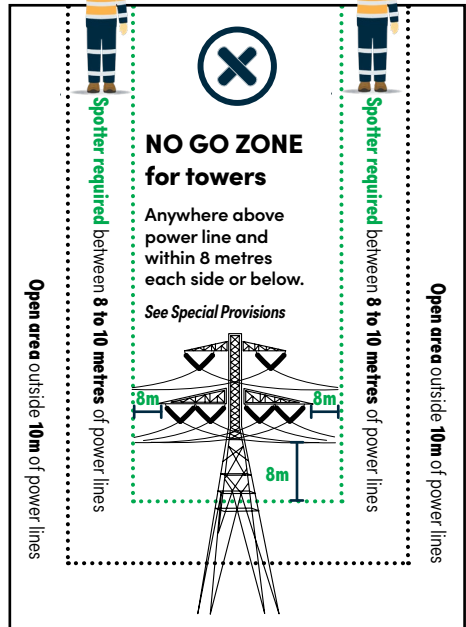 NO GO ZONE
for towers
Anywhere above
power line and
within 8 metres
each side or below.
See Special Provisions
Open area outside 10m of power lines
Spotter required between 8 to 10 metres of power lines
8m
8m
8m
Spotter required between 8 to 10 metres of power lines
Open area outside 10m of power lines